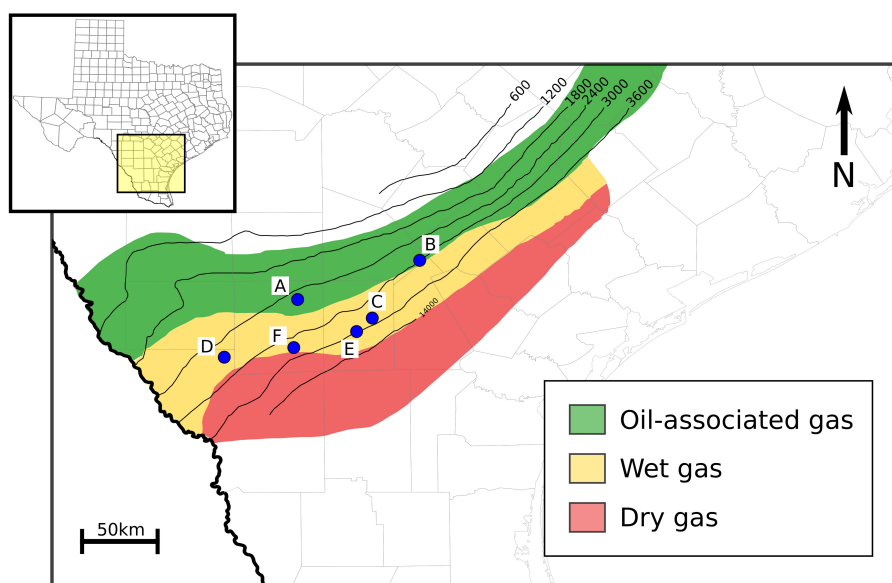 600
1200
1800
2400
3000
3600
N
B
A
C
14000
F
D
E
Oil-associated gas
Wet gas
Dry gas
50km